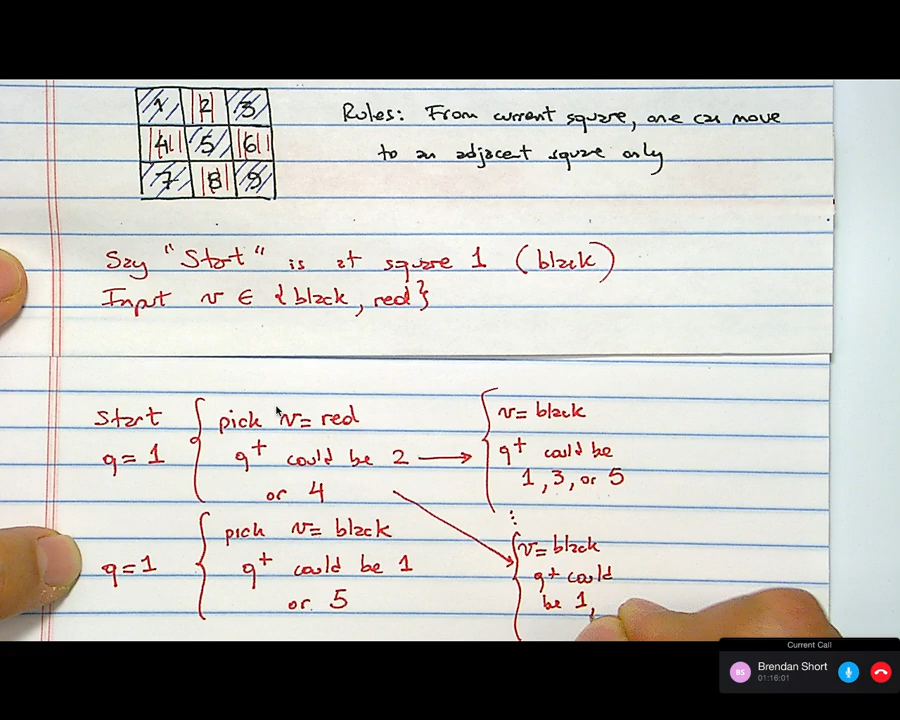 1 2 3
4 5 6
7 8 9
Rules: From current square, one can move
to an adjacent square only
Say "Start" is at square 1 (black)
Input v ∈ {black, red}
Start
q = 1
pick v = red
q+ could be 2
or 4
v = black
q+ could be
1, 3, or 5
q = 1
pick v = black
q+ could be 1
or 5
v = black
q+ could
be 1,
Current Call
BS
Brendan Short
01:16:01